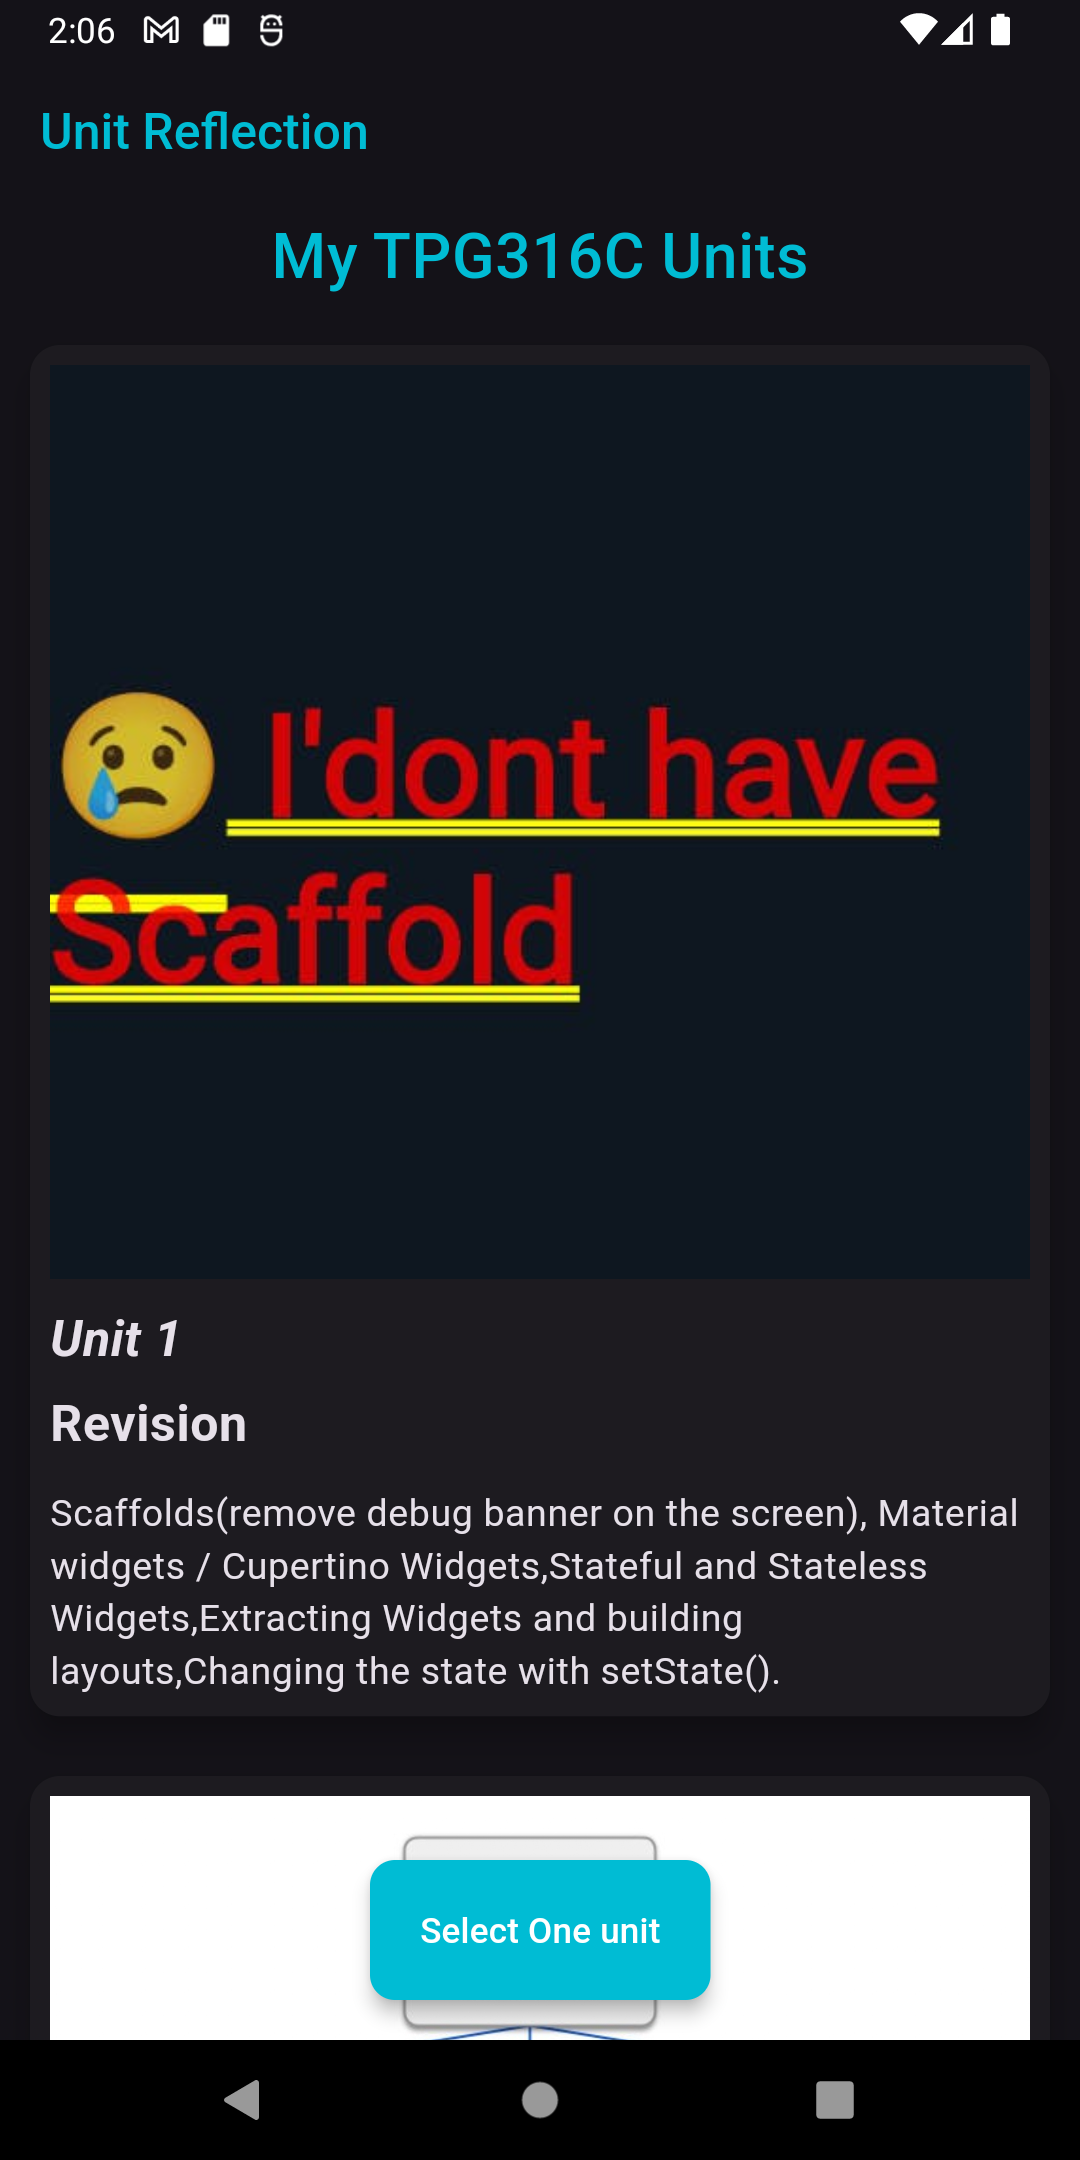 2:06
Unit Reflection
My TPG316C Units
I'dont have
Scaffold
Unit 1
Revision
Scaffolds(remove debug banner on the screen), Material
widgets / Cupertino Widgets,Stateful and Stateless
Widgets,Extracting Widgets and building
layouts,Changing the state with setState().
Select One unit